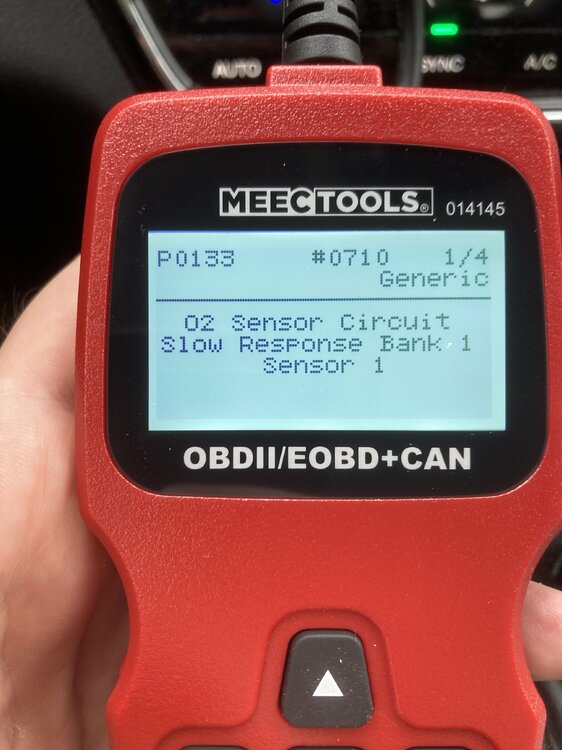 AUTO
SYNC
A/C
MEECTOOLS® 014145
P0133 #0710 1/4
Generic
O2 Sensor Circuit
Slow Response Bank 1
Sensor 1
OBDII/EOBD+CAN